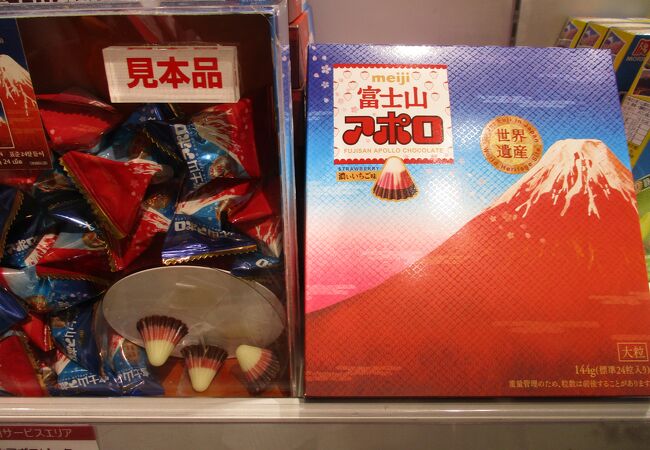 見本品
meiji
富士山
アポロ
FUJISAN APOLLO CHOCOLATE
STRAWBERRY
濃いいちご味
世界
遺産
大粒
144g(標準24粒入り)
重量管理のため、粒数は前後することがあります
サービスエリア